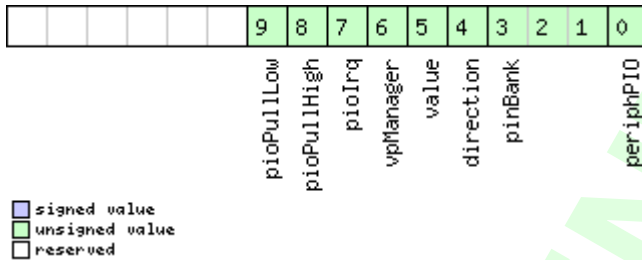 9 8 7 6 5 4 3 2 1 0
pioPullLow
pioPullHigh
pioIrq
vpManager
value
direction
pinBank
periphPIO
signed value
unsigned value
reserved